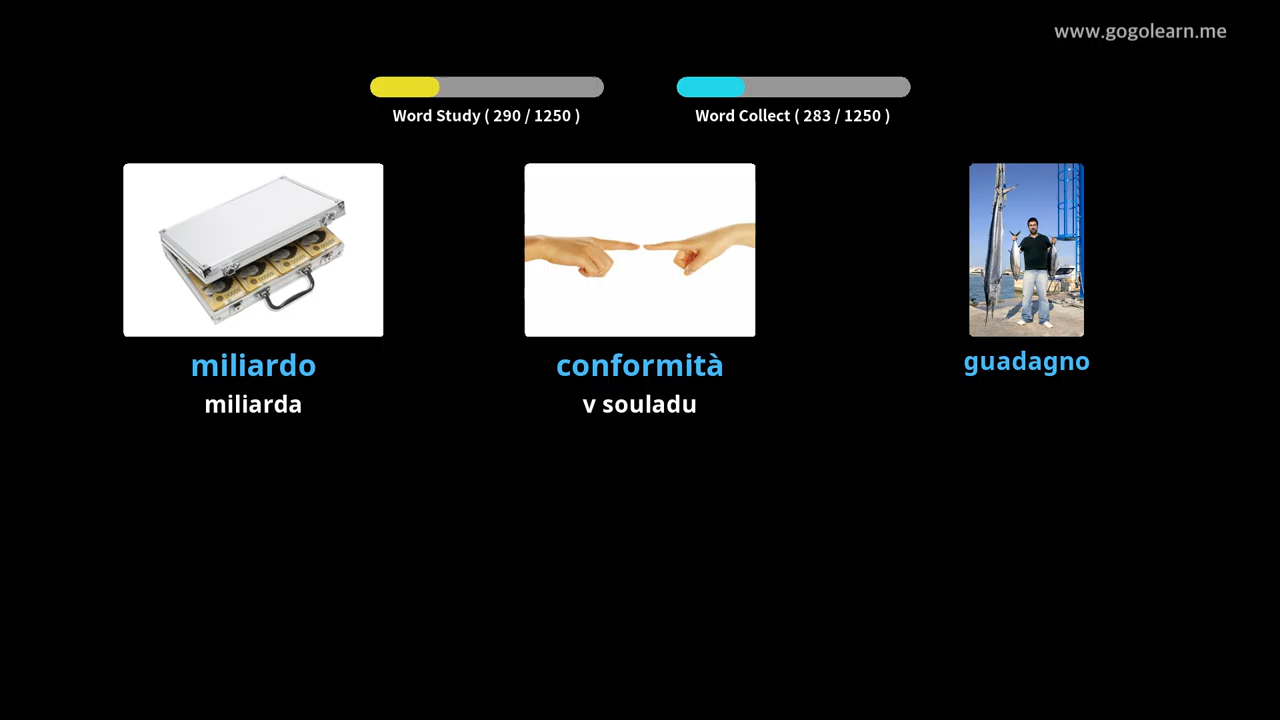 www.gogolearn.me
Word Study ( 290 / 1250 )
Word Collect ( 283 / 1250 )
miliardo
miliarda
conformità
v souladu
guadagno